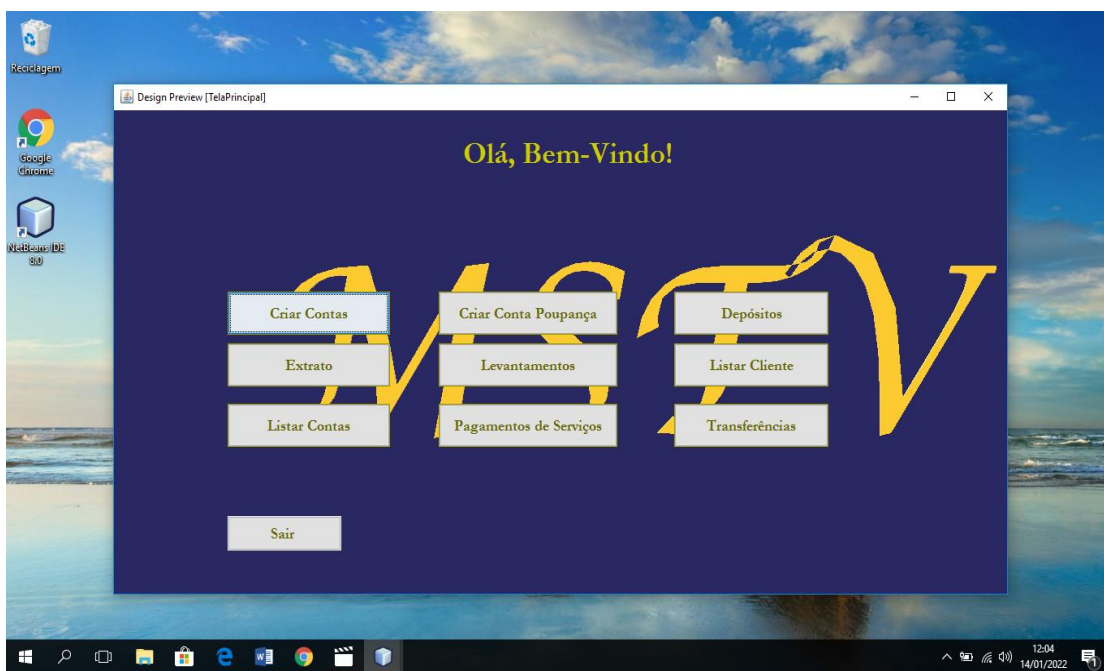 Reciclagem
Google
Chrome
NetBeans IDE
8.0
Design Preview [TelaPrincipal]
Olá, Bem-Vindo!
MSTV
Criar Contas
Criar Conta Poupança
Depósitos
Extrato
Levantamentos
Listar Cliente
Listar Contas
Pagamentos de Serviços
Transferências
Sair
12:04
14/01/2022